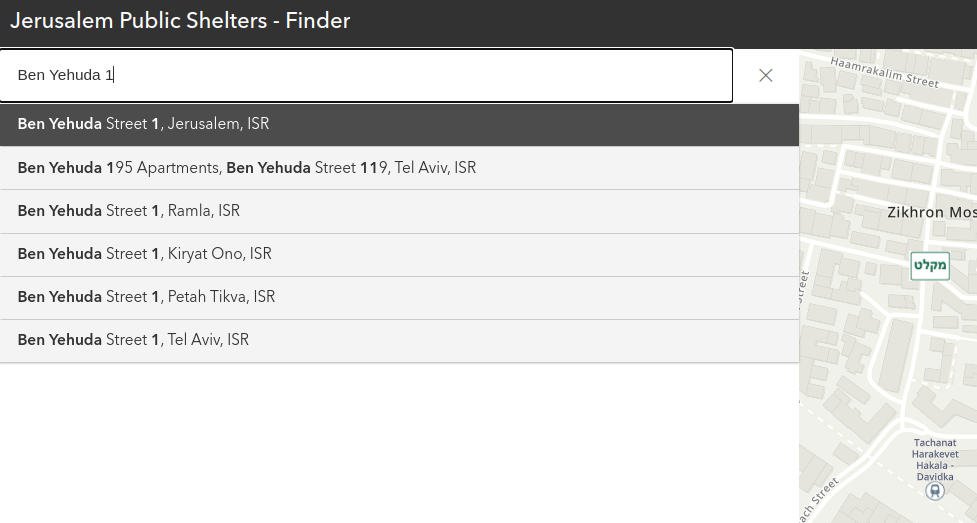 Jerusalem Public Shelters - Finder
Ben Yehuda 1
Ben Yehuda Street 1, Jerusalem, ISR
Ben Yehuda 195 Apartments, Ben Yehuda Street 119, Tel Aviv, ISR
Ben Yehuda Street 1, Ramla, ISR
Ben Yehuda Street 1, Kiryat Ono, ISR
Ben Yehuda Street 1, Petah Tikva, ISR
Ben Yehuda Street 1, Tel Aviv, ISR
Haamrakalim Street
Zikhron Mos
מקלט
Street
Tachanat
Harakevet
Hakala -
Davidka
ach Street